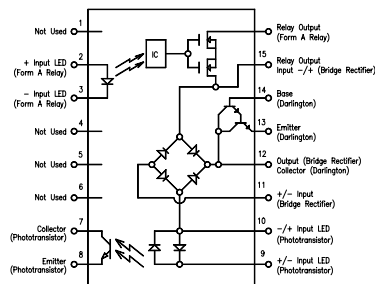 1
Not Used
2
+ Input LED
(Form A Relay)
3
− Input LED
(Form A Relay)
4
Not Used
5
Not Used
6
Not Used
7
Collector
(Phototransistor)
8
Emitter
(Phototransistor)
IC
Relay Output
(Form A Relay)
15
Relay Output
Input -/+ (Bridge Rectifier)
14
Base
(Darlington)
13
Emitter
(Darlington)
12
Output (Bridge Rectifier)
Collector (Darlington)
11
+/- Input
(Bridge Rectifier)
10
-/+ Input LED
(Phototransistor)
9
+/- Input LED
(Phototransistor)